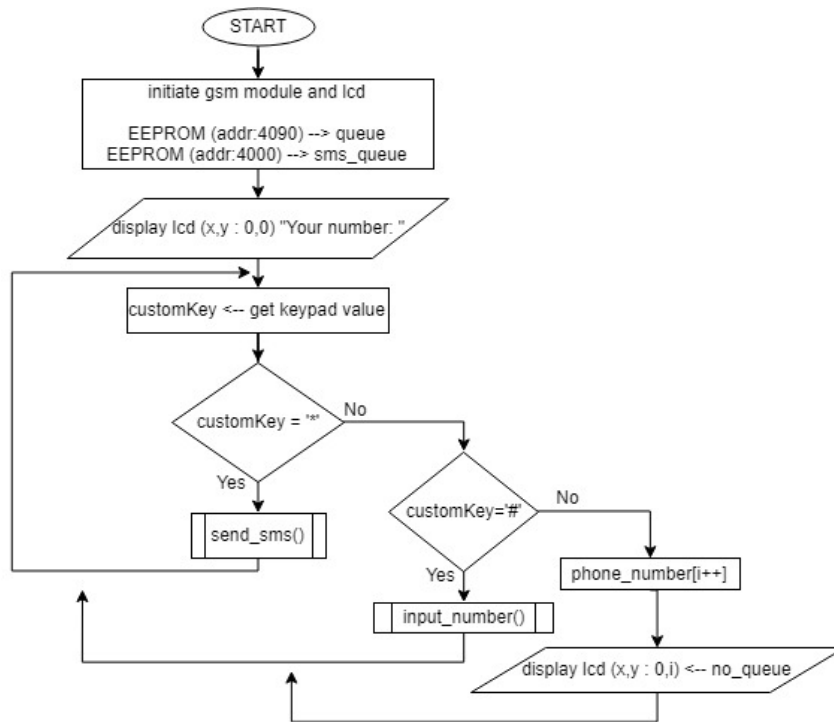 START
initiate gsm module and lcd
EEPROM (addr:4090) --> queue
EEPROM (addr:4000) --> sms_queue
display lcd (x,y : 0,0) "Your number: "
customKey <-- get keypad value
customKey = '*'
No
Yes
send_sms()
customKey='#'
No
Yes
input_number()
phone_number[i++]
display lcd (x,y : 0,i) <-- no_queue